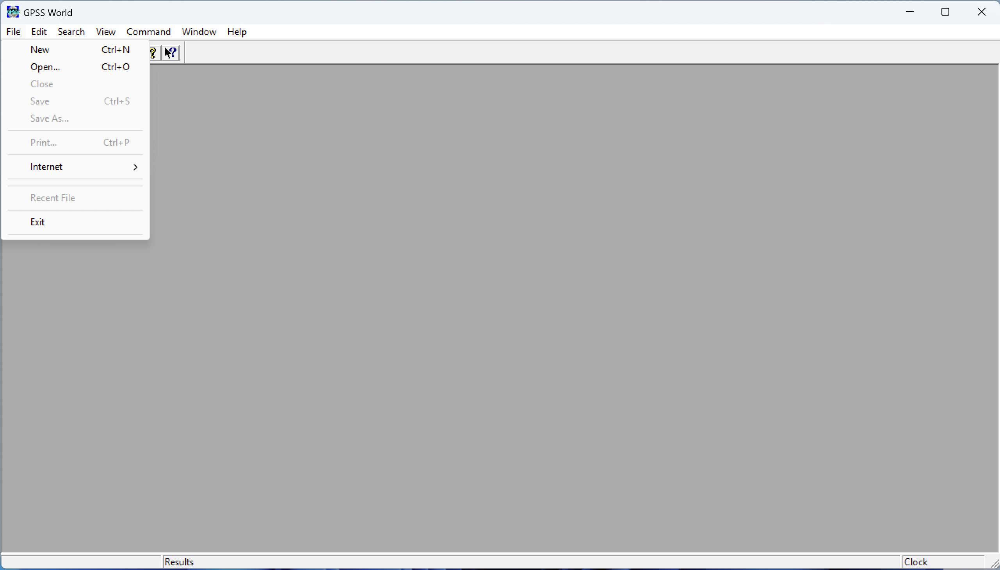 GPSS World
File Edit Search View Command Window Help
New Ctrl+N
Open... Ctrl+O
Close
Save Ctrl+S
Save As...
Print... Ctrl+P
Internet
Recent File
Exit
Results Clock